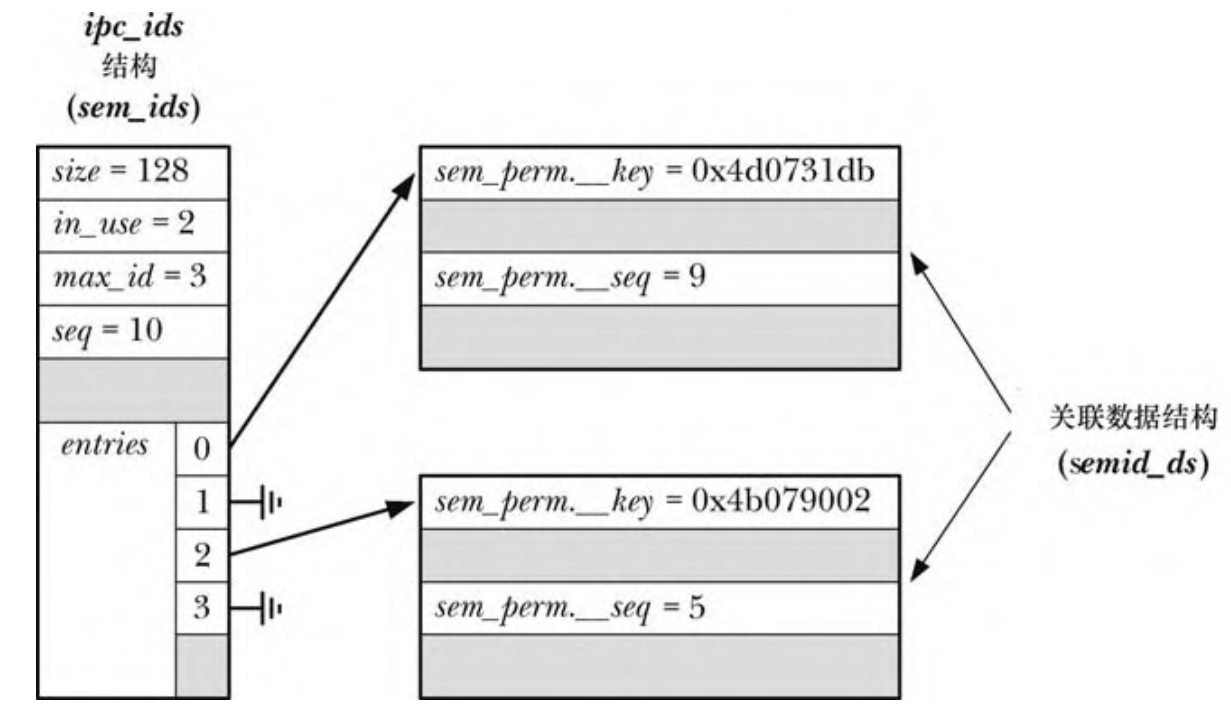 ipc_ids
结构
(sem_ids)
size = 128
in_use = 2
max_id = 3
seq = 10
entries
0
1
2
3
sem_perm.__key = 0x4d0731db
sem_perm.__seq = 9
sem_perm.__key = 0x4b079002
sem_perm.__seq = 5
关联数据结构
(semid_ds)